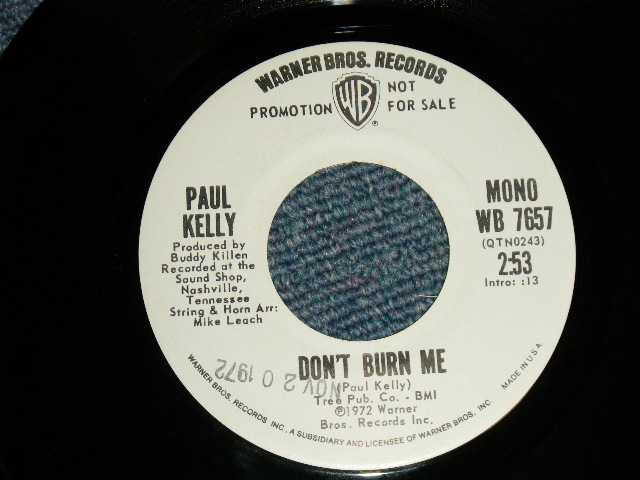 WARNER BROS. RECORDS
PROMOTION NOT FOR SALE
WB
®
PAUL KELLY
Produced by
Buddy Killen
Recorded at the
Sound Shop,
Nashville,
Tennessee
String & Horn Arr:
Mike Leach
MONO
WB 7657
(QTN0243)
2:53
Intro: :13
DON'T BURN ME
(Paul Kelly)
Tree Pub. Co. - BMI
℗1972 Warner
Bros. Records Inc.
NOV 20 1972
WARNER BROS. RECORDS INC., A SUBSIDIARY AND LICENSEE OF WARNER BROS. INC.
MADE IN U.S.A.